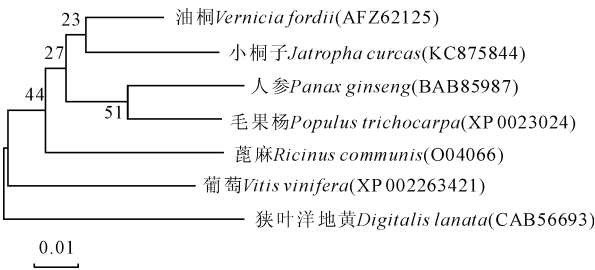 23
油桐Vernicia fordii(AFZ62125)
27
小桐子Jatropha curcas(KC875844)
人参Panax ginseng(BAB85987)
44
51
毛果杨Populus trichocarpa(XP 0023024)
蓖麻Ricinus communis(O04066)
葡萄Vitis vinifera(XP 002263421)
狭叶洋地黄Digitalis lanata(CAB56693)
0.01